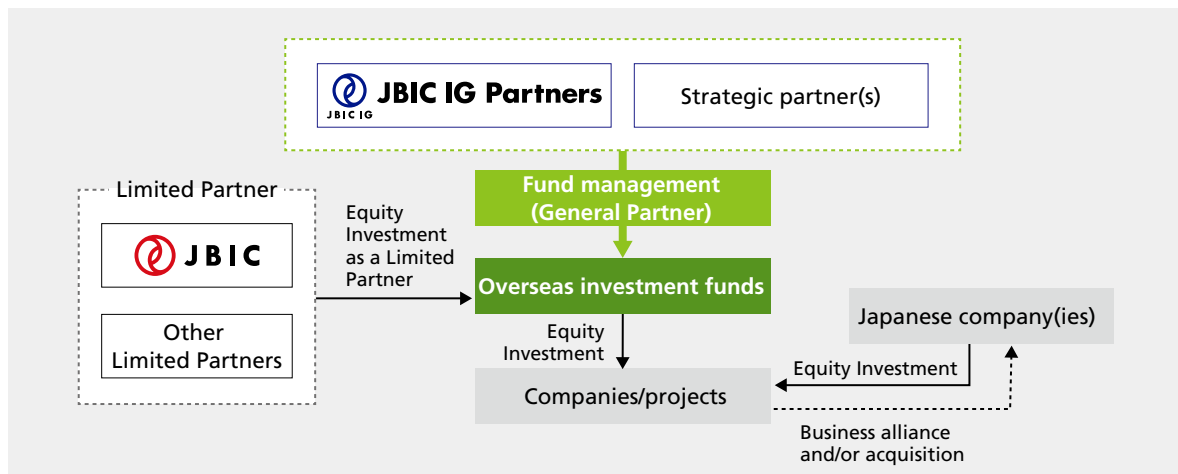 JBIC IG
JBIC IG Partners
Strategic partner(s)
Fund management
(General Partner)
Limited Partner
JBIC
Other
Limited Partners
Equity
Investment
as a Limited
Partner
Overseas investment funds
Equity
Investment
Japanese company(ies)
Equity Investment
Companies/projects
Business alliance
and/or acquisition